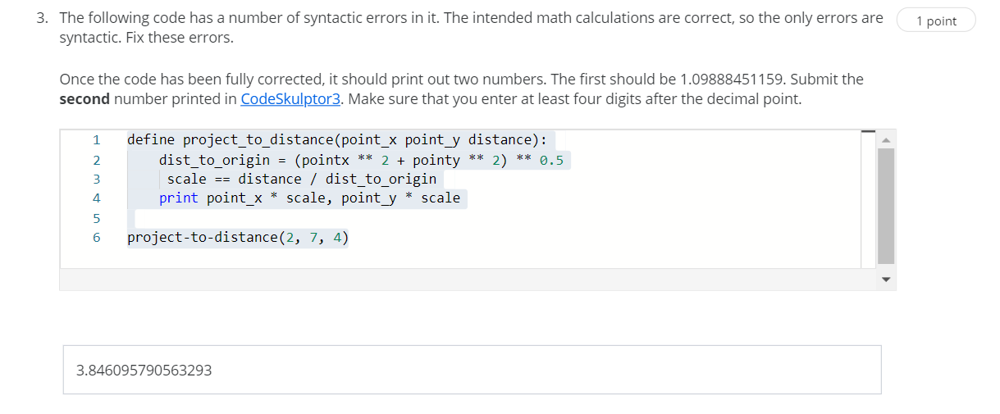 3. The following code has a number of syntactic errors in it. The intended math calculations are correct, so the only errors are
1 point
syntactic. Fix these errors.
Once the code has been fully corrected, it should print out two numbers. The first should be 1.09888451159. Submit the
second number printed in CodeSkulptor3. Make sure that you enter at least four digits after the decimal point.
1 define project_to_distance(point_x point_y distance):
2 dist_to_origin = (pointx ** 2 + pointy ** 2) ** 0.5
3 scale == distance / dist_to_origin
4 print point_x * scale, point_y * scale
5
6 project-to-distance(2, 7, 4)
3.846095790563293